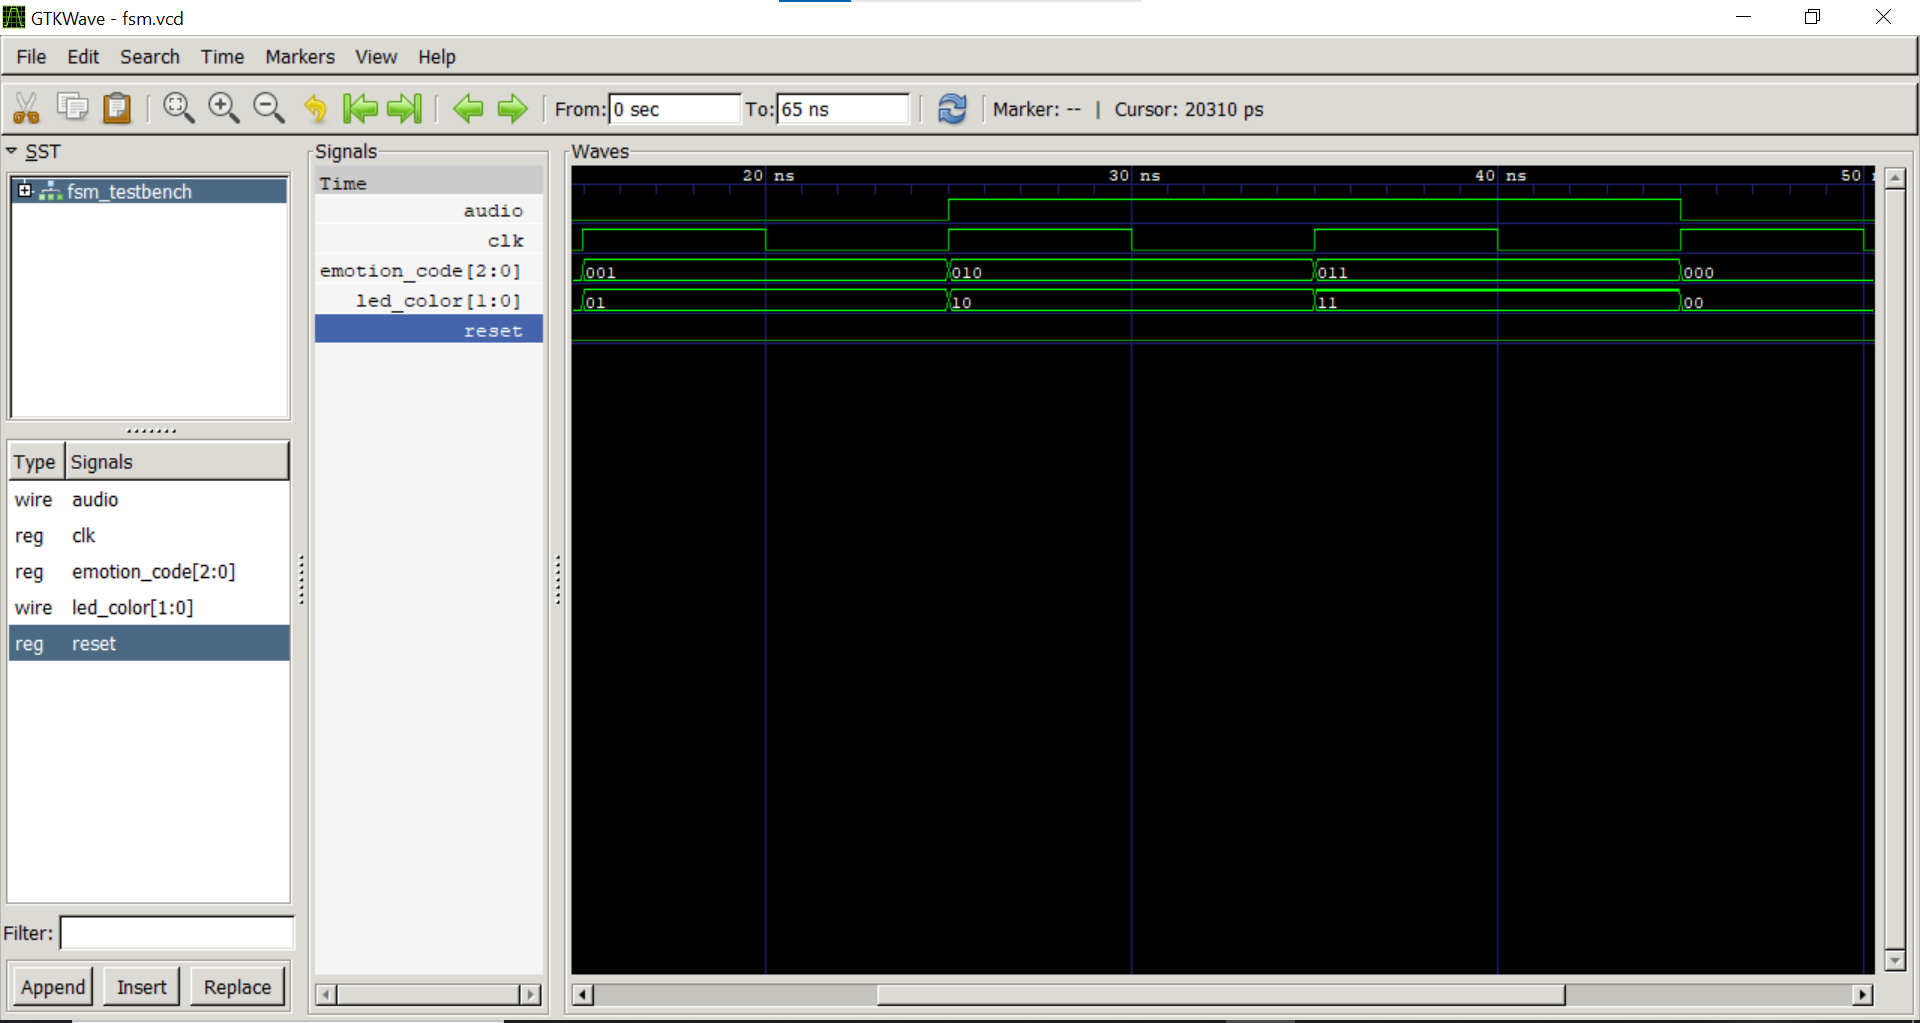 GTKWave - fsm.vcd
File Edit Search Time Markers View Help
From: 0 sec To: 65 ns Marker: -- | Cursor: 20310 ps
SST
fsm_testbench
Type Signals
wire audio
reg clk
reg emotion_code[2:0]
wire led_color[1:0]
reg reset
Filter:
Append Insert Replace
Signals
Time
audio
clk
emotion_code[2:0]
led_color[1:0]
reset
Waves
20 ns 30 ns 40 ns 50
001 010 011 000
01 10 11 00